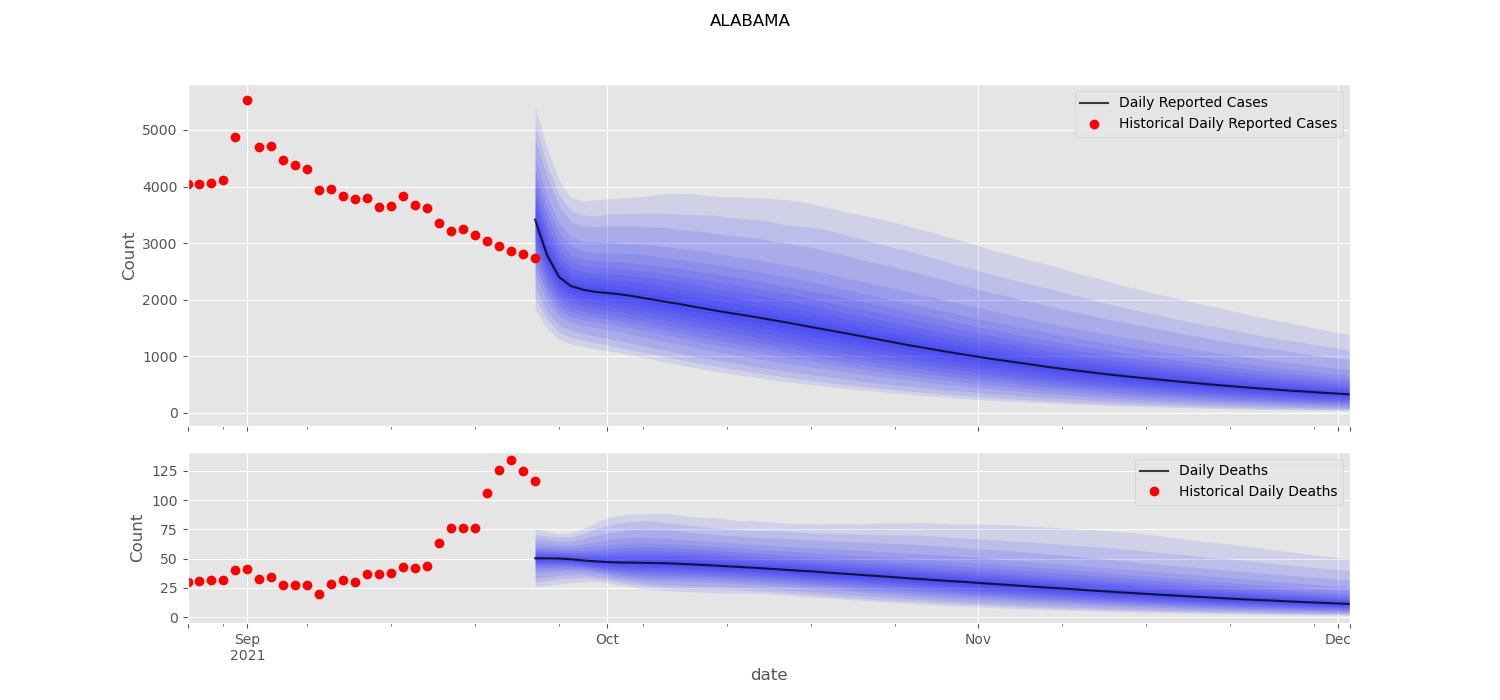 ALABAMA
Daily Reported Cases
Historical Daily Reported Cases
5000
4000
3000
2000
1000
0
Count
Daily Deaths
Historical Daily Deaths
125
100
75
50
25
0
Count
Sep
2021
Oct
Nov
Dec
date